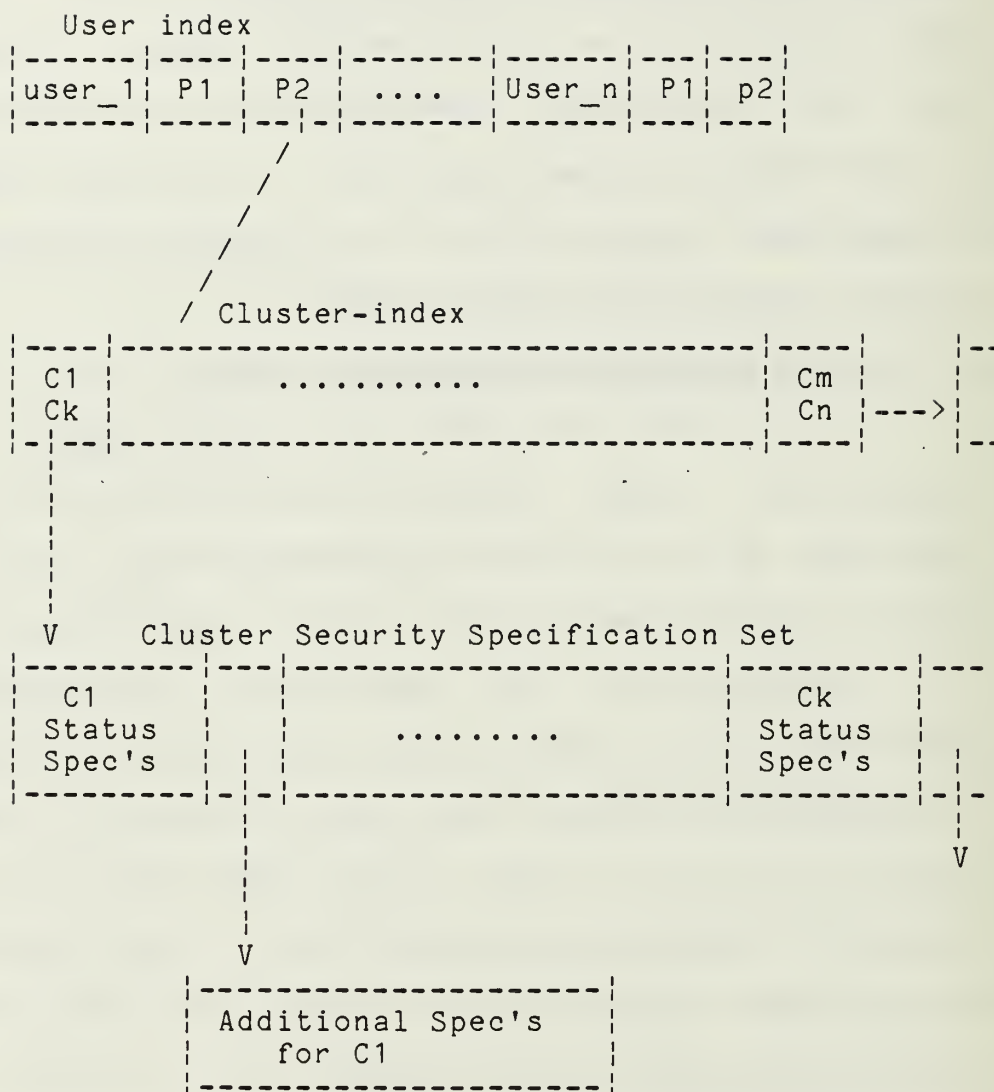 User index
user_1 P1 P2 .... User_n P1 p2
Cluster-index
C1 ........... Cm
Ck Cn --->
V Cluster Security Specification Set
C1 Ck
Status ......... Status
Spec's Spec's
V
V
Additional Spec's
for C1